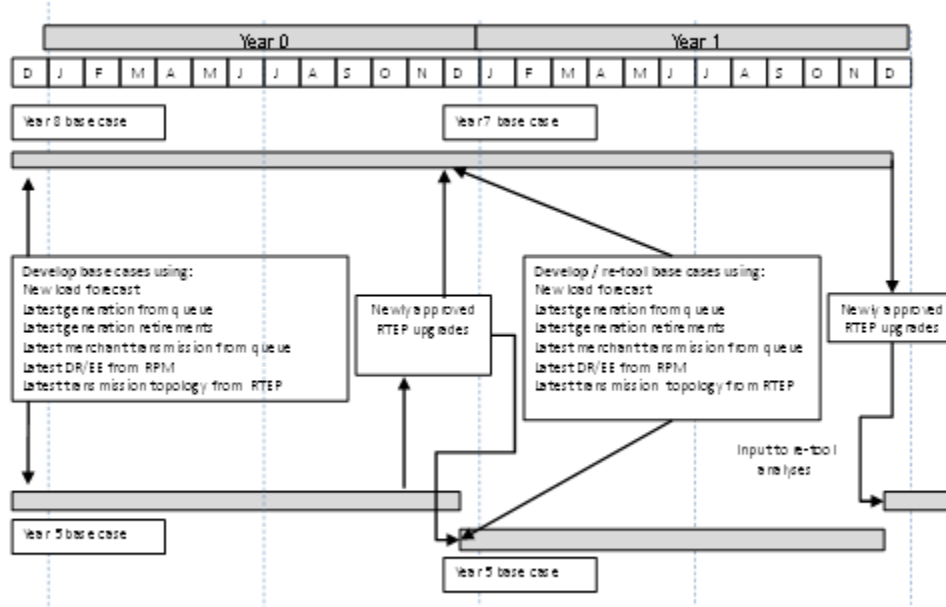 Year 0 Year 1
D J F M A M J J A S O N D J F M A M J J A S O N D
Year 8 base case Year 7 base case
Develop base cases using:
New load forecast
Latest generation from queue
Latest generation retirements
Latest merchant transmission from queue
Latest DR/EE from RPM
Latest transmission topology from RTEP
Newly approved
RTEP upgrades
Develop / re-tool base cases using:
New load forecast
Latest generation from queue
Latest generation retirements
Latest merchant transmission from queue
Latest DR/EE from RPM
Latest transmission topology from RTEP
Newly approved
RTEP upgrades
Input to re-tool
analyses
Year 5 base case
Year 5 base case